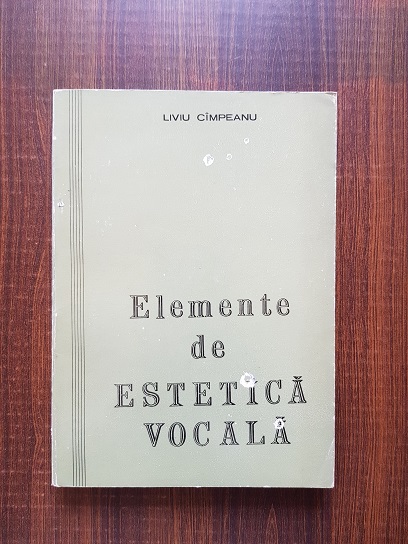 LIVIU CÎMPEANU
Elemente
de
ESTETICĂ
VOCALĂ